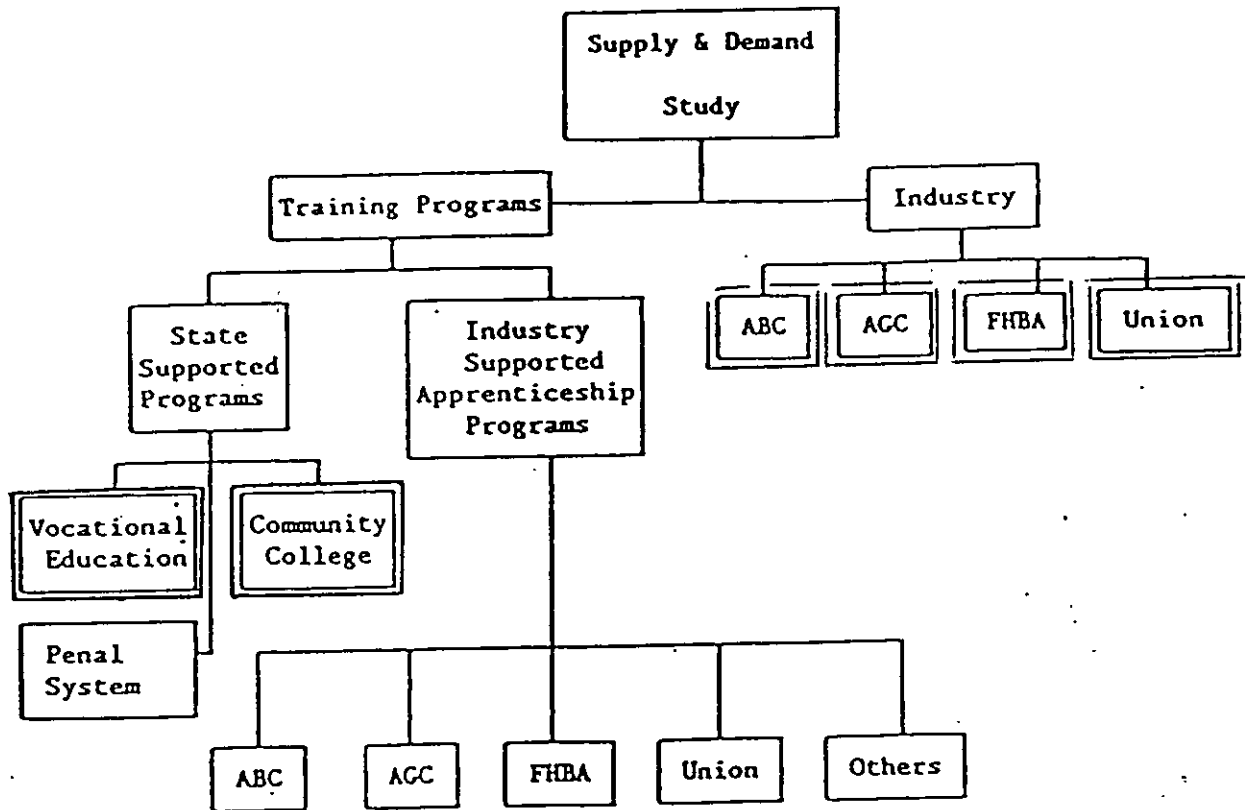 Supply & Demand
Study
Training Programs
Industry
State
Supported
Programs
Industry
Supported
Apprenticeship
Programs
ABC
AGC
FHBA
Union
Vocational
Education
Community
College
Penal
System
ABC
AGC
FHBA
Union
Others